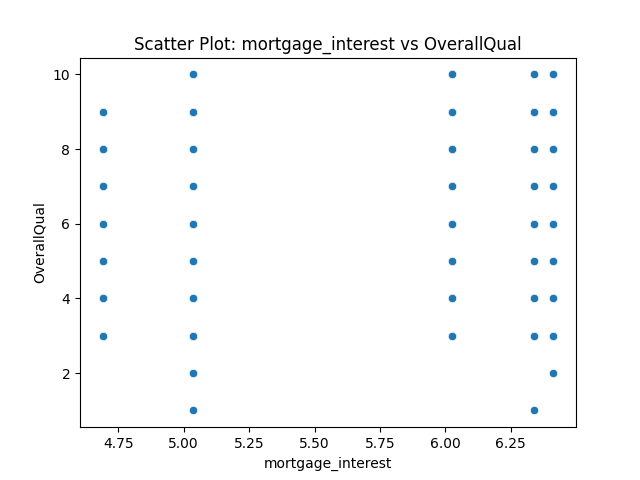 Scatter Plot: mortgage_interest vs OverallQual
10
8
6
4
2
OverallQual
4.75 5.00 5.25 5.50 5.75 6.00 6.25
mortgage_interest